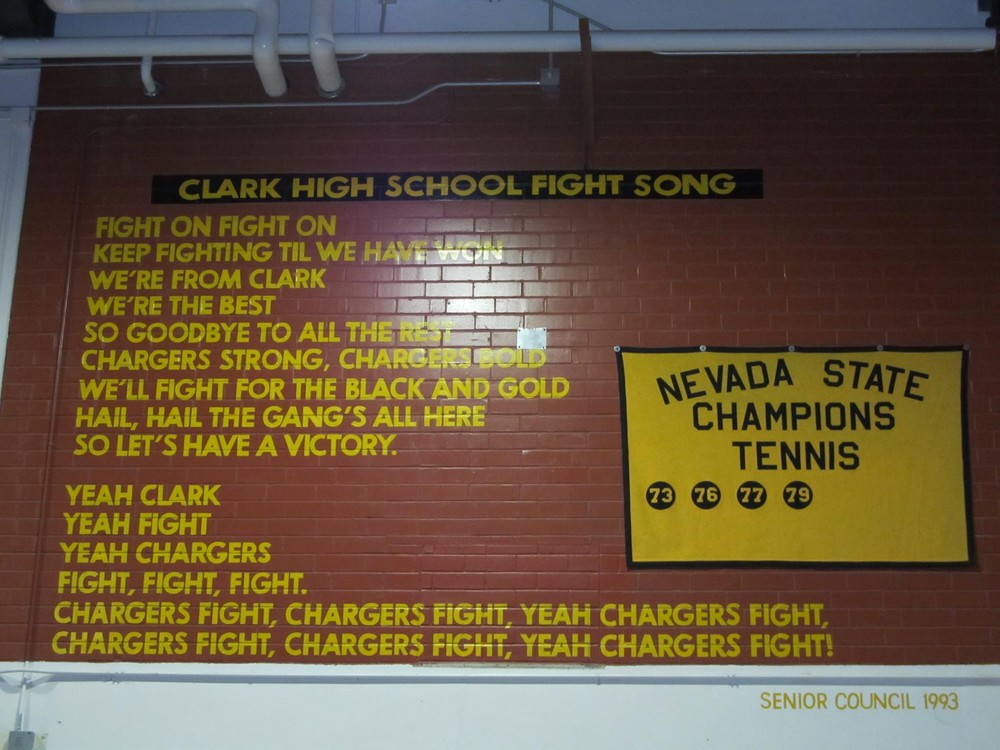 CLARK HIGH SCHOOL FIGHT SONG
FIGHT ON FIGHT ON
KEEP FIGHTING TIL WE HAVE WON
WE'RE FROM CLARK
WE'RE THE BEST
SO GOODBYE TO ALL THE REST
CHARGERS STRONG, CHARGERS BOLD
WE'LL FIGHT FOR THE BLACK AND GOLD
HAIL, HAIL THE GANG'S ALL HERE
SO LET'S HAVE A VICTORY.
YEAH CLARK
YEAH FIGHT
YEAH CHARGERS
FIGHT, FIGHT, FIGHT.
CHARGERS FIGHT, CHARGERS FIGHT, YEAH CHARGERS FIGHT,
CHARGERS FIGHT, CHARGERS FIGHT, YEAH CHARGERS FIGHT!
NEVADA STATE
CHAMPIONS
TENNIS
73 76 77 79
SENIOR COUNCIL 1993